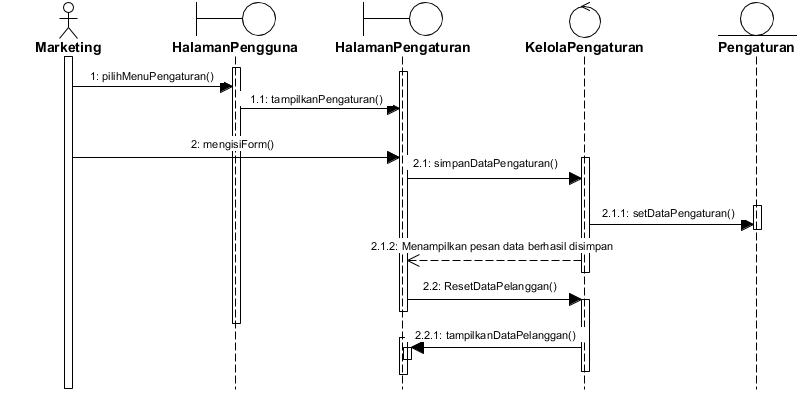 Marketing
HalamanPengguna
HalamanPengaturan
KelolaPengaturan
Pengaturan
1: pilihMenuPengaturan()
1.1: tampilkanPengaturan()
2: mengisiForm()
2.1: simpanDataPengaturan()
2.1.1: setDataPengaturan()
2.1.2: Menampilkan pesan data berhasil disimpan
2.2: ResetDataPelanggan()
2.2.1: tampilkanDataPelanggan()